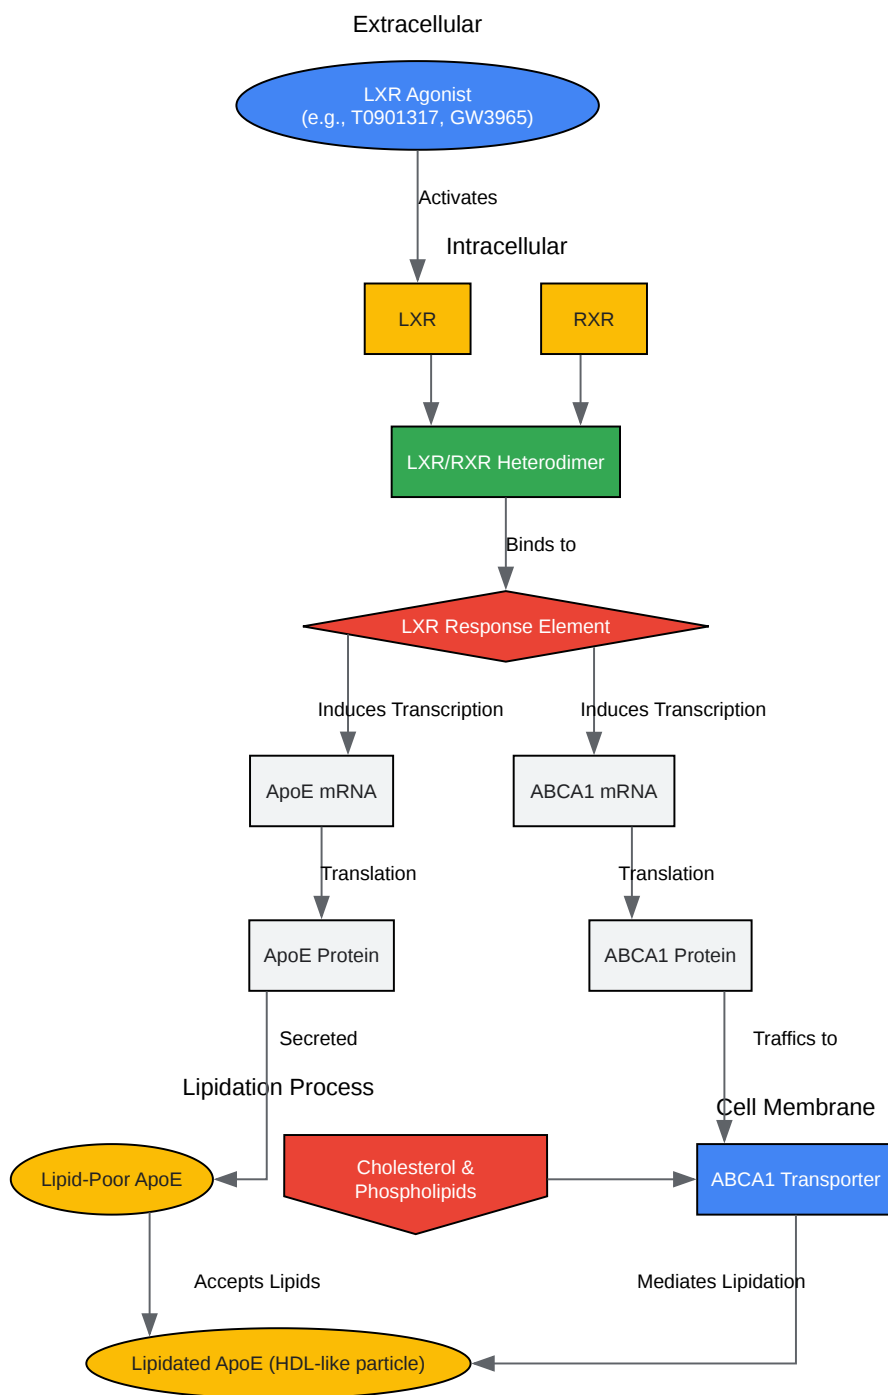 Extracellular
LXR Agonist
(e.g., T0901317, GW3965)
Activates
Intracellular
LXR
RXR
LXR/RXR Heterodimer
Binds to
LXR Response Element
Induces Transcription
Induces Transcription
ApoE mRNA
ABCA1 mRNA
Translation
Translation
ApoE Protein
ABCA1 Protein
Secreted
Traffics to
Lipidation Process
Cell Membrane
Lipid-Poor ApoE
Cholesterol &
Phospholipids
ABCA1 Transporter
Accepts Lipids
Mediates Lipidation
Lipidated ApoE (HDL-like particle)